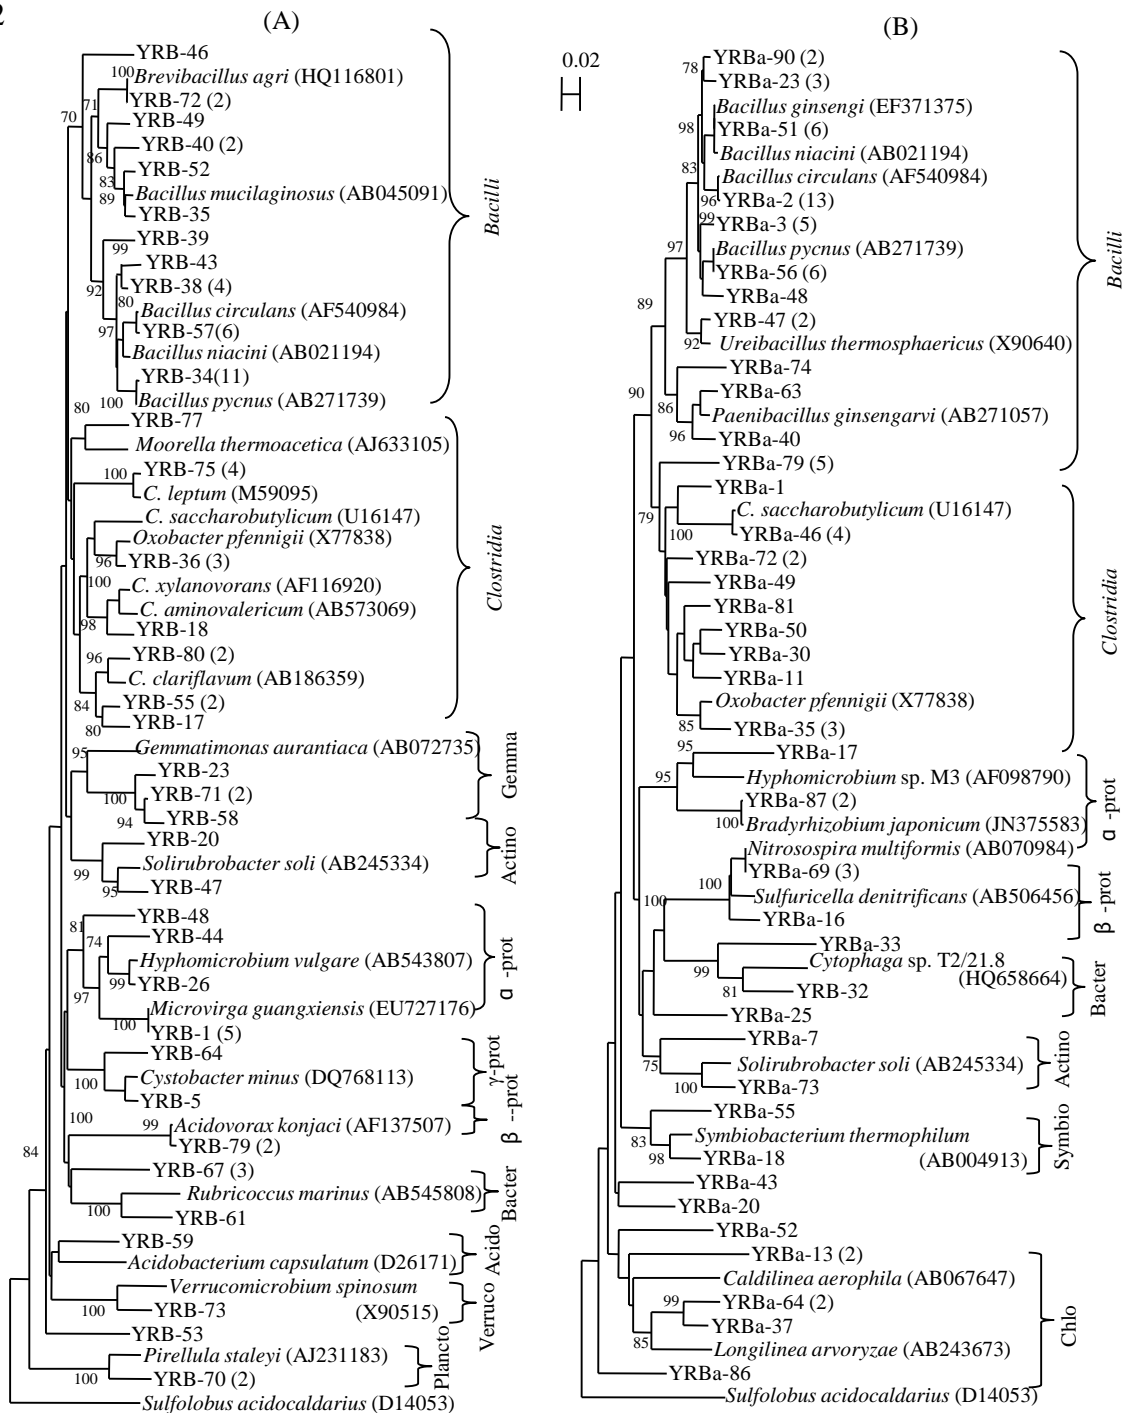 2
(A)
YRB-46
100
Brevibacillus agri (HQ116801)
YRB-72 (2)
71
70
YRB-49
YRB-40 (2)
86
YRB-52
83
89
Bacillus mucilaginosus (AB045091)
YRB-35
Bacilli
YRB-39
99
YRB-43
YRB-38 (4)
92
80
Bacillus circulans (AF540984)
97
YRB-57(6)
Bacillus niacini (AB021194)
YRB-34(11)
100
Bacillus pycnus (AB271739)
80
YRB-77
Moorella thermoacetica (AJ633105)
100
YRB-75 (4)
C. leptum (M59095)
C. saccharobutylicum (U16147)
Oxobacter pfennigii (X77838)
96
YRB-36 (3)
100
C. xylanovorans (AF116920)
C. aminovalericum (AB573069)
98
YRB-18
Clostridia
96
YRB-80 (2)
C. clariflavum (AB186359)
84
YRB-55 (2)
80
YRB-17
95
Gemmatimonas aurantiaca (AB072735)
YRB-23
100
YRB-71 (2)
94
YRB-58
Gemma
YRB-20
99
Solirubrobacter soli (AB245334)
95
YRB-47
Actino
YRB-48
81
74
YRB-44
Hyphomicrobium vulgare (AB543807)
99
YRB-26
97
Microvirga guangxiensis (EU727176)
100
YRB-1 (5)
α -prot
YRB-64
100
Cystobacter minus (DQ768113)
YRB-5
γ-prot
100
99
Acidovorax konjaci (AF137507)
YRB-79 (2)
β --prot
84
YRB-67 (3)
Rubricoccus marinus (AB545808)
100
YRB-61
Bacter
YRB-59
Acidobacterium capsulatum (D26171)
Acido
Verrucomicrobium spinosum
(X90515)
100
YRB-73
Verruco
YRB-53
Pirellula staleyi (AJ231183)
100
YRB-70 (2)
Plancto
Sulfolobus acidocaldarius (D14053)
(B)
0.02
YRBa-90 (2)
78
YRBa-23 (3)
Bacillus ginsengi (EF371375)
98
YRBa-51 (6)
Bacillus niacini (AB021194)
83
Bacillus circulans (AF540984)
96
YRBa-2 (13)
99
YRBa-3 (5)
97
Bacillus pycnus (AB271739)
YRBa-56 (6)
YRBa-48
89
YRB-47 (2)
92
Ureibacillus thermosphaericus (X90640)
YRBa-74
90
YRBa-63
86
Paenibacillus ginsengarvi (AB271057)
96
YRBa-40
YRBa-79 (5)
Bacilli
YRBa-1
79
C. saccharobutylicum (U16147)
100
YRBa-46 (4)
YRBa-72 (2)
YRBa-49
YRBa-81
YRBa-50
YRBa-30
YRBa-11
Oxobacter pfennigii (X77838)
85
YRBa-35 (3)
Clostridia
95
YRBa-17
95
Hyphomicrobium sp. M3 (AF098790)
YRBa-87 (2)
100
Bradyrhizobium japonicum (JN375583)
α -prot
Nitrosospira multiformis (AB070984)
YRBa-69 (3)
100
100
Sulfuricella denitrificans (AB506456)
YRBa-16
β -prot
YRBa-33
99
Cytophaga sp. T2/21.8
(HQ658664)
81
YRB-32
Bacter
YRBa-25
YRBa-7
75
Solirubrobacter soli (AB245334)
100
YRBa-73
Actino
YRBa-55
83
Symbiobacterium thermophilum
(AB004913)
98
YRBa-18
Symbio
YRBa-43
YRBa-20
YRBa-52
YRBa-13 (2)
Caldilinea aerophila (AB067647)
99
YRBa-64 (2)
YRBa-37
85
Longilinea arvoryzae (AB243673)
Chlo
YRBa-86
Sulfolobus acidocaldarius (D14053)